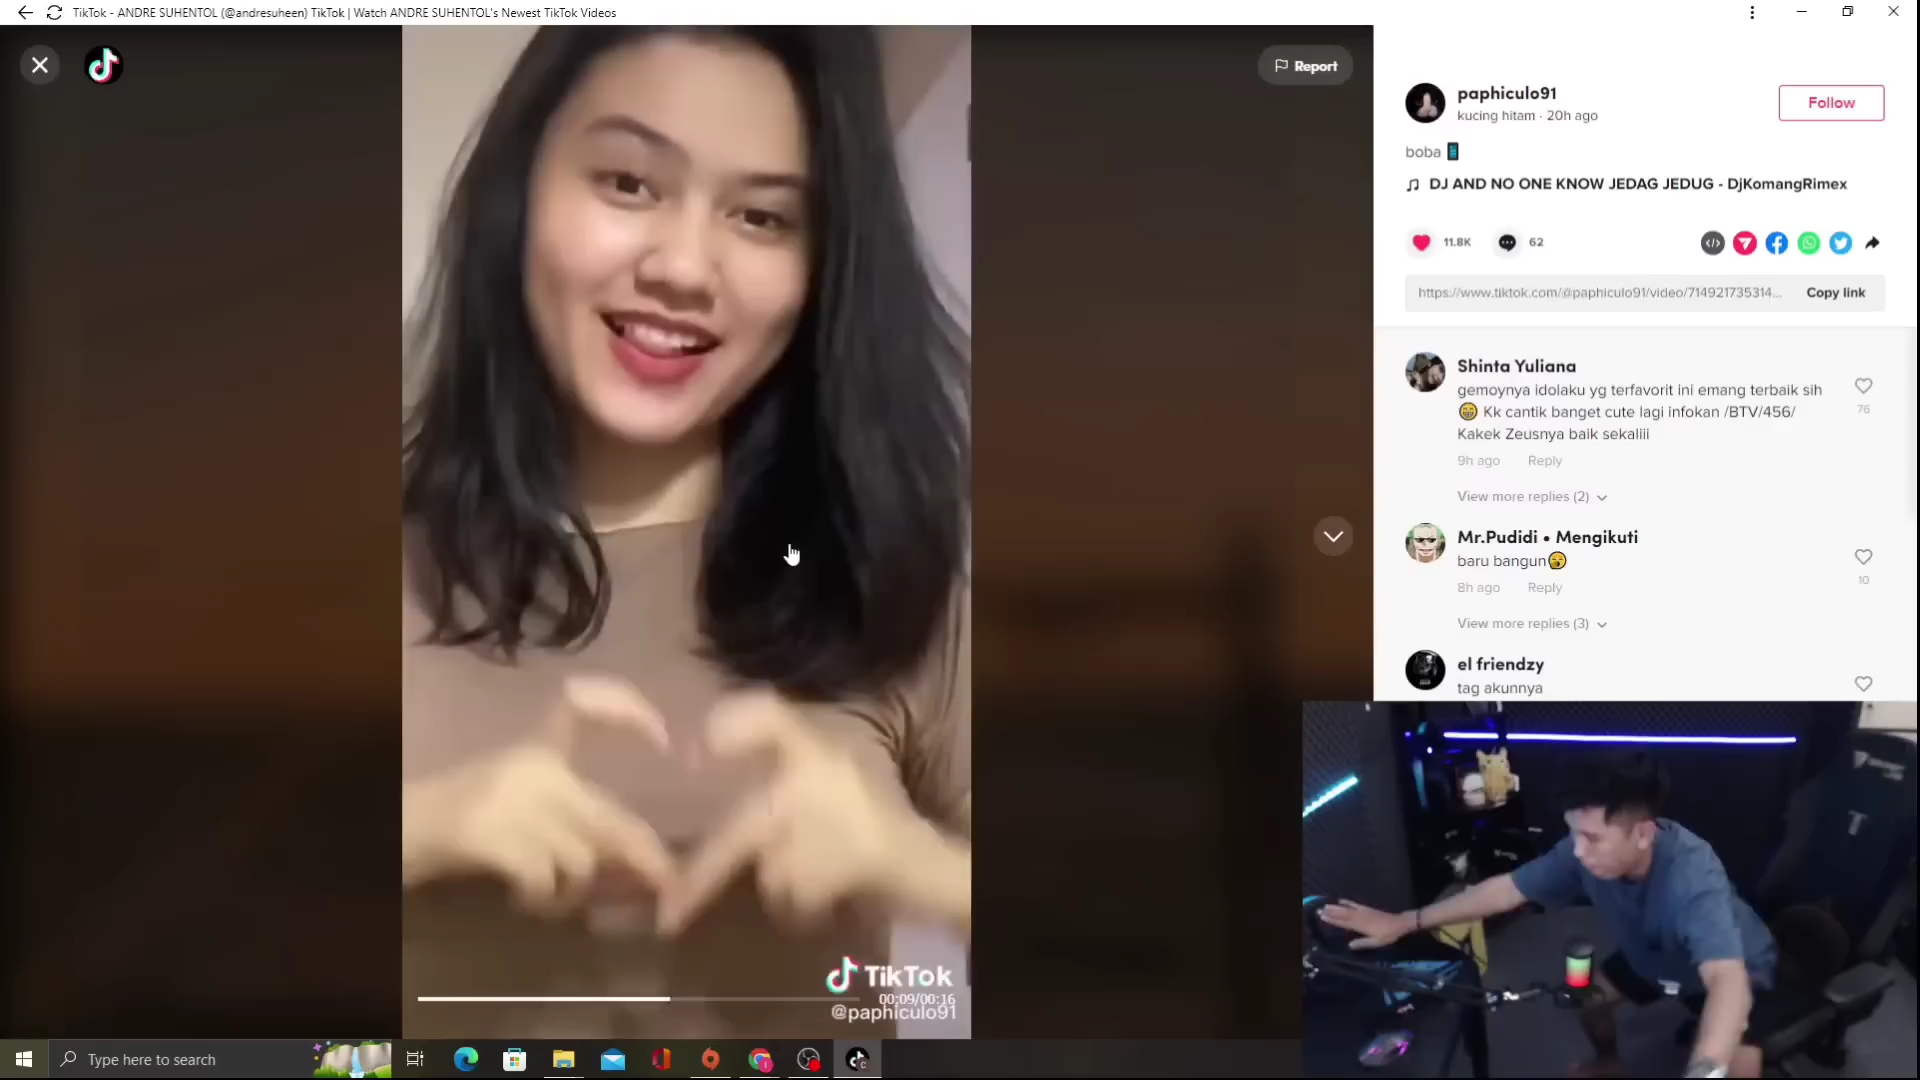 TikTok - ANDRE SUHENTOL (@andresuheen) TikTok | Watch ANDRE SUHENTOL's Newest TikTok Videos
Report
paphiculo91
kucing hitam · 20h ago
Follow
boba
DJ AND NO ONE KNOW JEDAG JEDUG - DjKomangRimex
11.8K
62
https://www.tiktok.com/@paphiculo91/video/714921735314...
Copy link
Shinta Yuliana
gemoynya idolaku yg terfavorit ini emang terbaik sih
😁 Kk cantik banget cute lagi infokan /BTV/456/
Kakek Zeusnya baik sekaliii
76
9h ago Reply
View more replies (2)
Mr.Pudidi • Mengikuti
baru bangun🥱
10
8h ago Reply
View more replies (3)
el friendzy
tag akunnya
TikTok
00:09/00:16
@paphiculo91
Type here to search